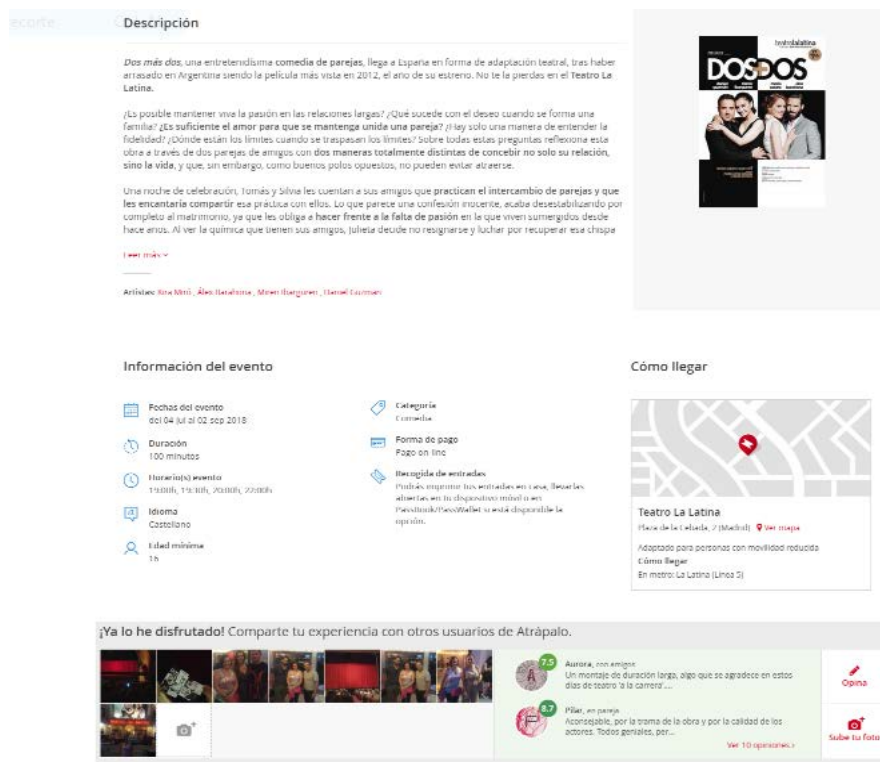 Descripción
Dos más dos, una entretenidísima comedia de parejas, llega a España en forma de adaptación teatral, tras haber
arrasado en Argentina siendo la película más vista en 2012, el año de su estreno. No te la pierdas en el Teatro La
Latina.
¿Es posible mantener viva la pasión en las relaciones largas? ¿Qué sucede con el deseo cuando se forma una
familia? ¿Es suficiente el amor para que se mantenga unida una pareja? ¿Hay solo una manera de entender la
fidelidad? ¿Dónde están los límites cuando se traspasan los límites? Sobre todas estas preguntas reflexiona esta
obra a través de dos parejas de amigos con dos maneras totalmente distintas de concebir no solo su relación,
sino la vida, y que, sin embargo, como buenos polos opuestos, no pueden evitar atraerse.
Una noche de celebración, Tomás y Silvia les cuentan a sus amigos que practican el intercambio de parejas y que
les encantaría compartir esa práctica con ellos. Lo que parece una confesión inocente, acaba desestabilizando por
completo al matrimonio, ya que les obliga a hacer frente a la falta de pasión en la que viven sumergidos desde
hace años. Al ver la química que tienen sus amigos, Julieta decide no resignarse y luchar por recuperar esa chispa
Leer más
Artistas: Kira Miró, Álex Barahona, Miren Ibarguren, Daniel Guzmán
teatrolalatina
DOS+DOS
Información del evento
Fechas del evento
del 04 jul al 02 sep 2018
Duración
100 minutos
Horario(s) evento
19:00h, 19:30h, 20:00h, 22:00h
Idioma
Castellano
Edad mínima
16
Categoría
Comedia
Forma de pago
Pago on-line
Recogida de entradas
Podrás imprimir tus entradas en casa, llevarlas
abiertas en tu dispositivo móvil o en
PassBook/PassWallet si está disponible la
opción.
Cómo llegar
Teatro La Latina
Plaza de la Cebada, 2 (Madrid) Ver mapa
Adaptado para personas con movilidad reducida
Cómo llegar
En metro: La Latina (Línea 5)
¡Ya lo he disfrutado! Comparte tu experiencia con otros usuarios de Atrápalo.
7.5
A
Aurora, con amigos
Un montaje de duración larga, algo que se agradece en estos
días de teatro 'a la carrera'....
8.7
Pilar, en pareja
Aconsejable, por la trama de la obra y por la calidad de los
actores. Todos geniales, per...
Ver 10 opiniones >
Opina
Sube tu foto